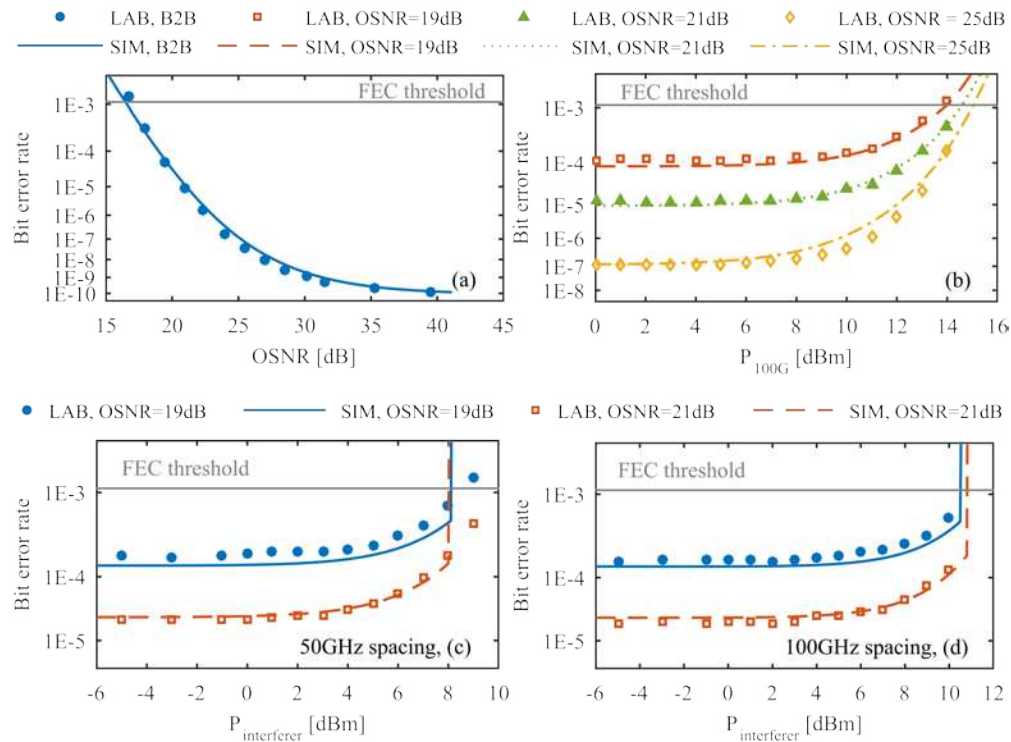 LAB, B2B LAB, OSNR=19dB LAB, OSNR=21dB LAB, OSNR = 25dB
SIM, B2B SIM, OSNR=19dB SIM, OSNR=21dB SIM, OSNR=25dB
FEC threshold
1E-3
1E-4
1E-5
1E-6
1E-7
1E-8
1E-9
1E-10
Bit error rate
(a)
15 20 25 30 35 40 45
OSNR [dB]
FEC threshold
1E-3
1E-4
1E-5
1E-6
1E-7
1E-8
Bit error rate
(b)
0 2 4 6 8 10 12 14 16
P100G [dBm]
LAB, OSNR=19dB SIM, OSNR=19dB LAB, OSNR=21dB SIM, OSNR=21dB
FEC threshold
1E-3
1E-4
1E-5
Bit error rate
50GHz spacing, (c)
-6 -4 -2 0 2 4 6 8 10
Pinterferer [dBm]
FEC threshold
1E-3
1E-4
1E-5
Bit error rate
100GHz spacing, (d)
-6 -4 -2 0 2 4 6 8 10 12
Pinterferer [dBm]